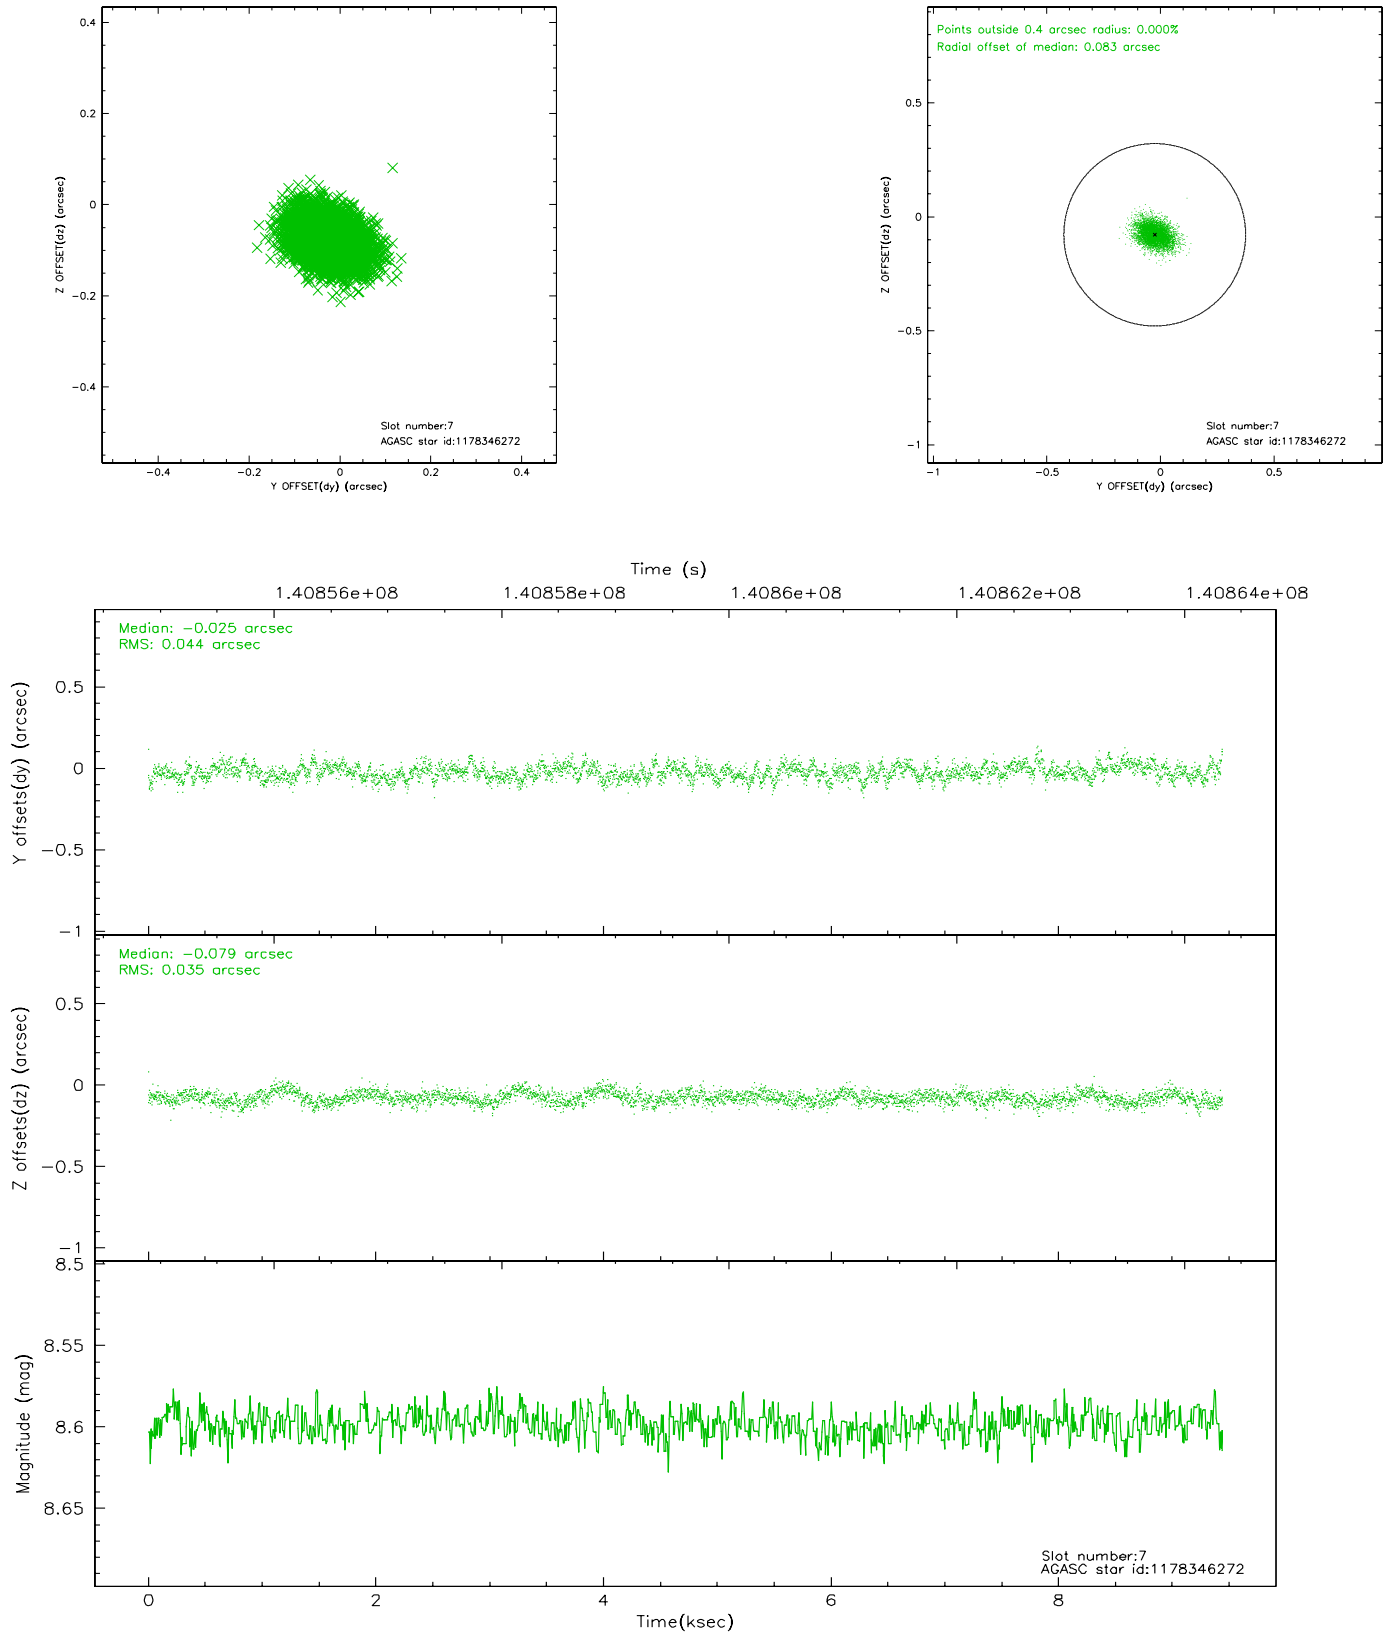 0.4
0.2
0
−0.2
−0.4
Z OFFSET(dz) (arcsec)
−0.4
−0.2
0
0.2
0.4
Y OFFSET(dy) (arcsec)
Slot number:7
AGASC star id:1178346272
Points outside 0.4 arcsec radius: 0.000%
Radial offset of median: 0.083 arcsec
0.5
0
−0.5
−1
Z OFFSET(dz) (arcsec)
−1
−0.5
0
0.5
Y OFFSET(dy) (arcsec)
Slot number:7
AGASC star id:1178346272
Time (s)
1.40856e+08
1.40858e+08
1.4086e+08
1.40862e+08
1.40864e+08
Median: −0.025 arcsec
RMS: 0.044 arcsec
0.5
0
−0.5
−1
Y offsets(dy) (arcsec)
Median: −0.079 arcsec
RMS: 0.035 arcsec
0.5
0
−0.5
−1
Z offsets(dz) (arcsec)
8.5
8.55
8.6
8.65
Magnitude (mag)
Slot number:7
AGASC star id:1178346272
0
2
4
6
8
Time(ksec)